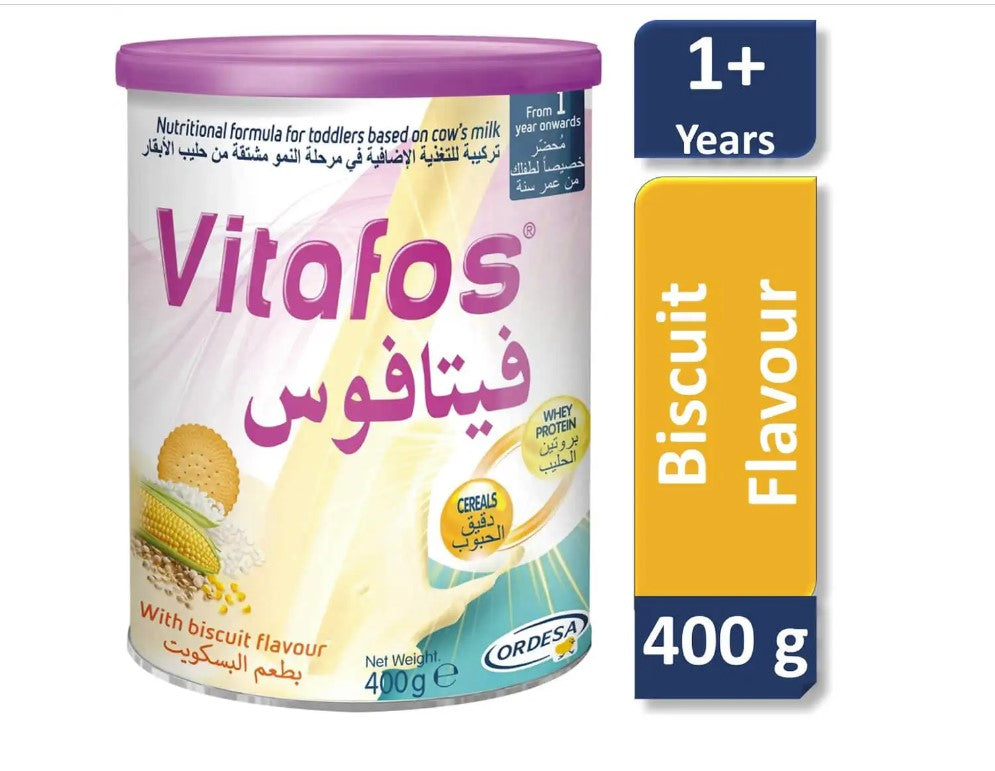 Nutritional formula for toddlers based on cow's milk
تركيبة للتغذية الإضافية في مرحلة النمو مشتقة من حليب الأبقار
From 1
year onwards
مُحضّر
خصيصاً لطفلك
من عمر سنة
Vitafos®
فيتافوس
WHEY
PROTEIN
بروتين
الحليب
CEREALS
دقيق
الحبوب
With biscuit flavour
بطعم البسكويت
Net Weight.
400g ℮
ORDESA
1+
Years
Biscuit
Flavour
400 g